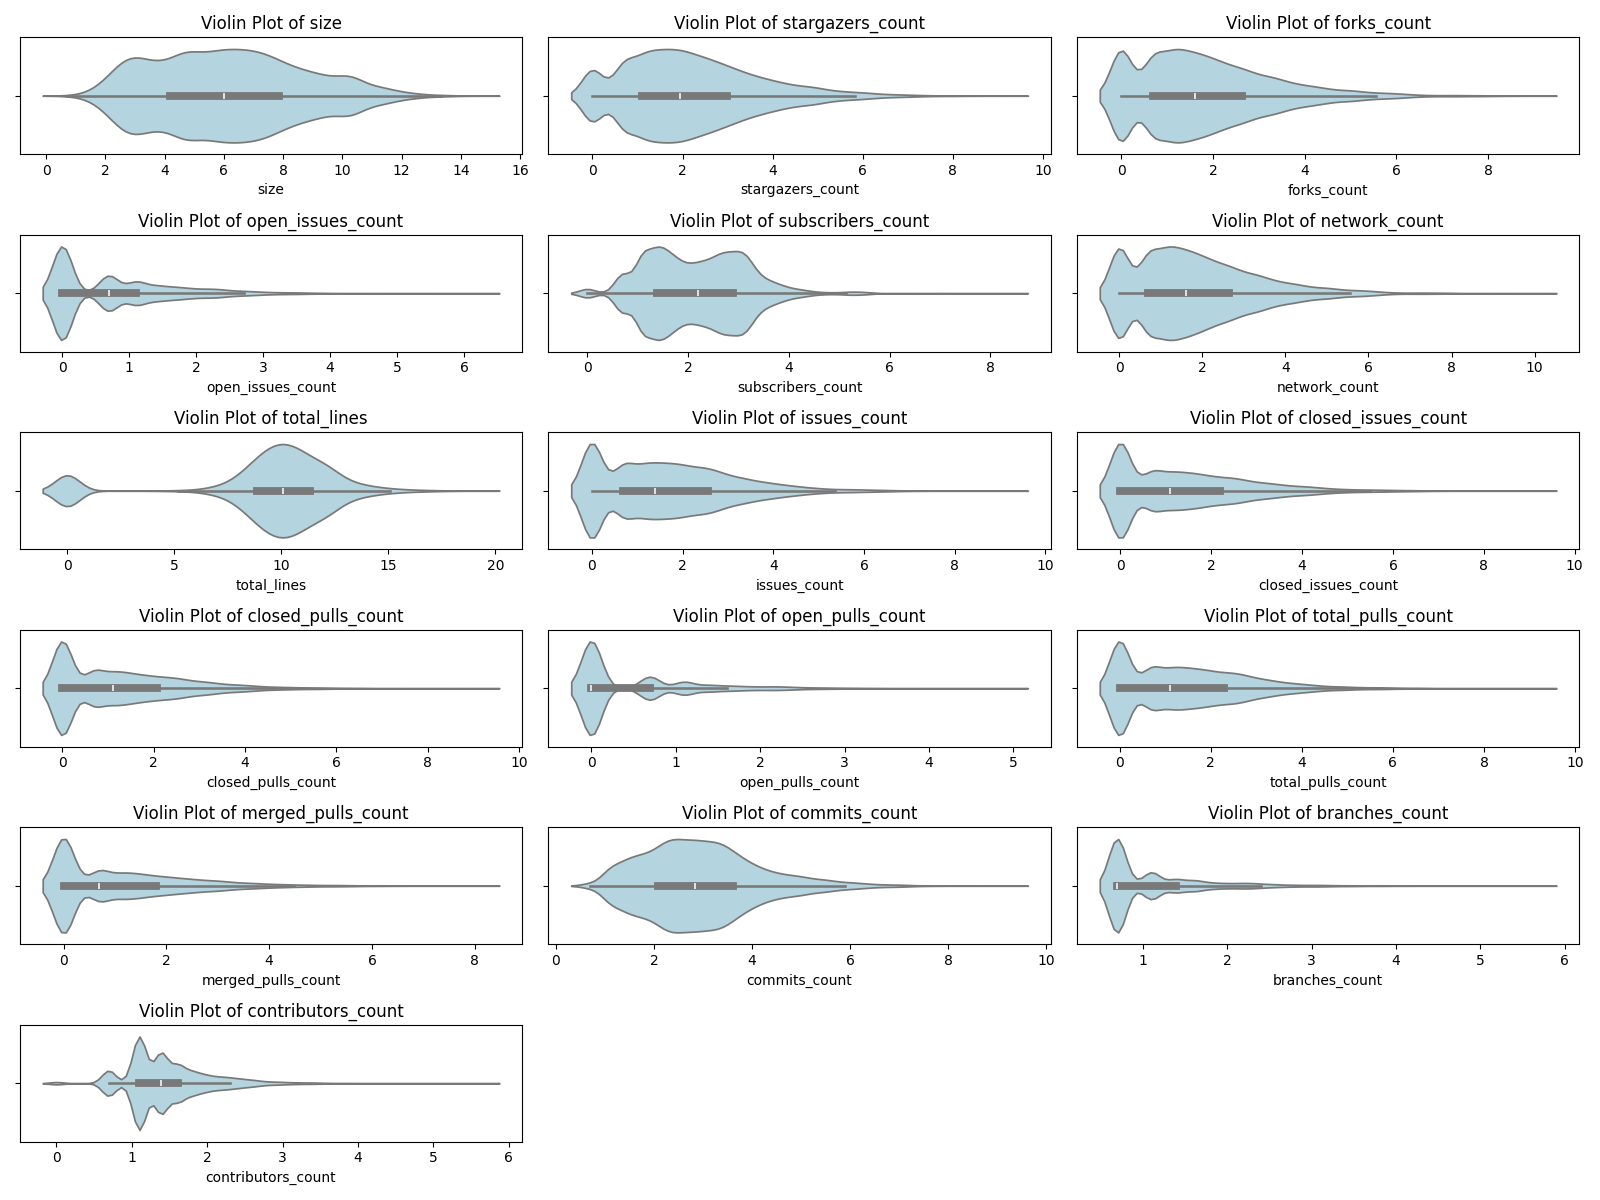 Violin Plot of size
0 2 4 6 8 10 12 14 16
size
Violin Plot of stargazers_count
0 2 4 6 8 10
stargazers_count
Violin Plot of forks_count
0 2 4 6 8
forks_count
Violin Plot of open_issues_count
0 1 2 3 4 5 6
open_issues_count
Violin Plot of subscribers_count
0 2 4 6 8
subscribers_count
Violin Plot of network_count
0 2 4 6 8 10
network_count
Violin Plot of total_lines
0 5 10 15 20
total_lines
Violin Plot of issues_count
0 2 4 6 8 10
issues_count
Violin Plot of closed_issues_count
0 2 4 6 8 10
closed_issues_count
Violin Plot of closed_pulls_count
0 2 4 6 8 10
closed_pulls_count
Violin Plot of open_pulls_count
0 1 2 3 4 5
open_pulls_count
Violin Plot of total_pulls_count
0 2 4 6 8 10
total_pulls_count
Violin Plot of merged_pulls_count
0 2 4 6 8
merged_pulls_count
Violin Plot of commits_count
0 2 4 6 8 10
commits_count
Violin Plot of branches_count
1 2 3 4 5 6
branches_count
Violin Plot of contributors_count
0 1 2 3 4 5 6
contributors_count